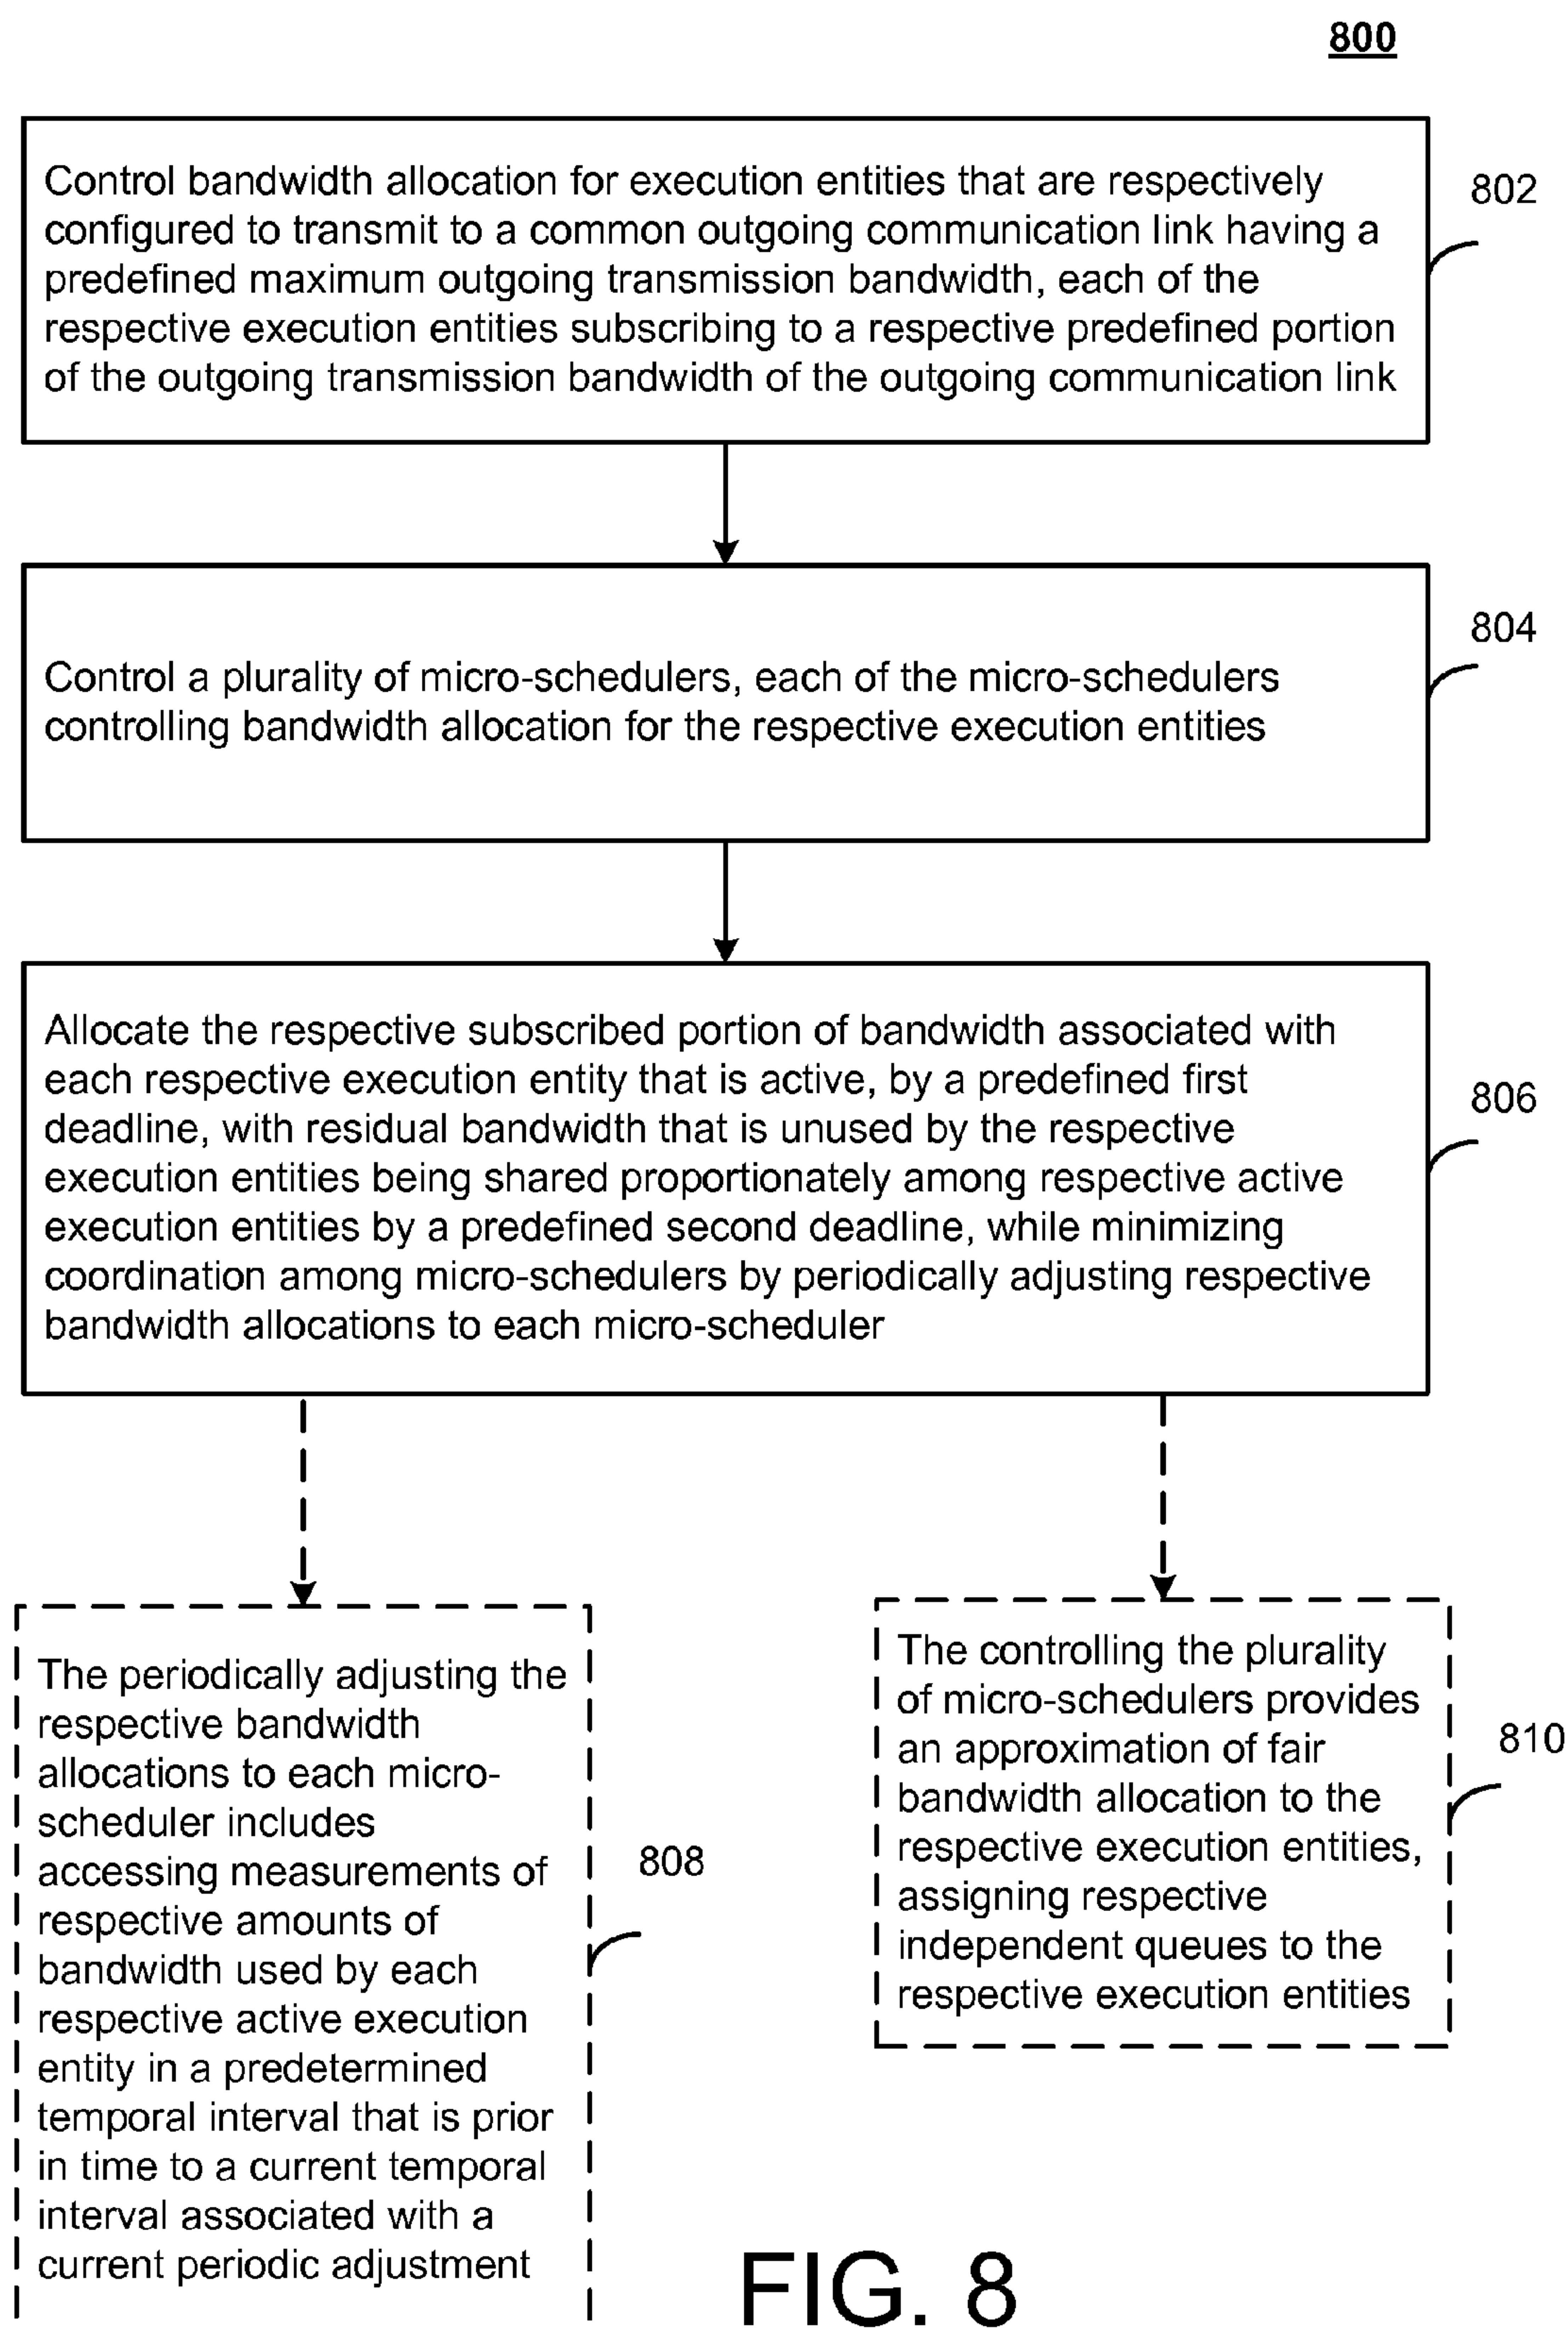 800
Control bandwidth allocation for execution entities that are respectively
configured to transmit to a common outgoing communication link having a
predefined maximum outgoing transmission bandwidth, each of the
respective execution entities subscribing to a respective predefined portion
of the outgoing transmission bandwidth of the outgoing communication link
802
Control a plurality of micro-schedulers, each of the micro-schedulers
controlling bandwidth allocation for the respective execution entities
804
Allocate the respective subscribed portion of bandwidth associated with
each respective execution entity that is active, by a predefined first
deadline, with residual bandwidth that is unused by the respective
execution entities being shared proportionately among respective active
execution entities by a predefined second deadline, while minimizing
coordination among micro-schedulers by periodically adjusting respective
bandwidth allocations to each micro-scheduler
806
The periodically adjusting the
respective bandwidth
allocations to each micro-
scheduler includes
accessing measurements of
respective amounts of
bandwidth used by each
respective active execution
entity in a predetermined
temporal interval that is prior
in time to a current temporal
interval associated with a
current periodic adjustment
808
The controlling the plurality
of micro-schedulers provides
an approximation of fair
bandwidth allocation to the
respective execution entities,
assigning respective
independent queues to the
respective execution entities
810
FIG. 8